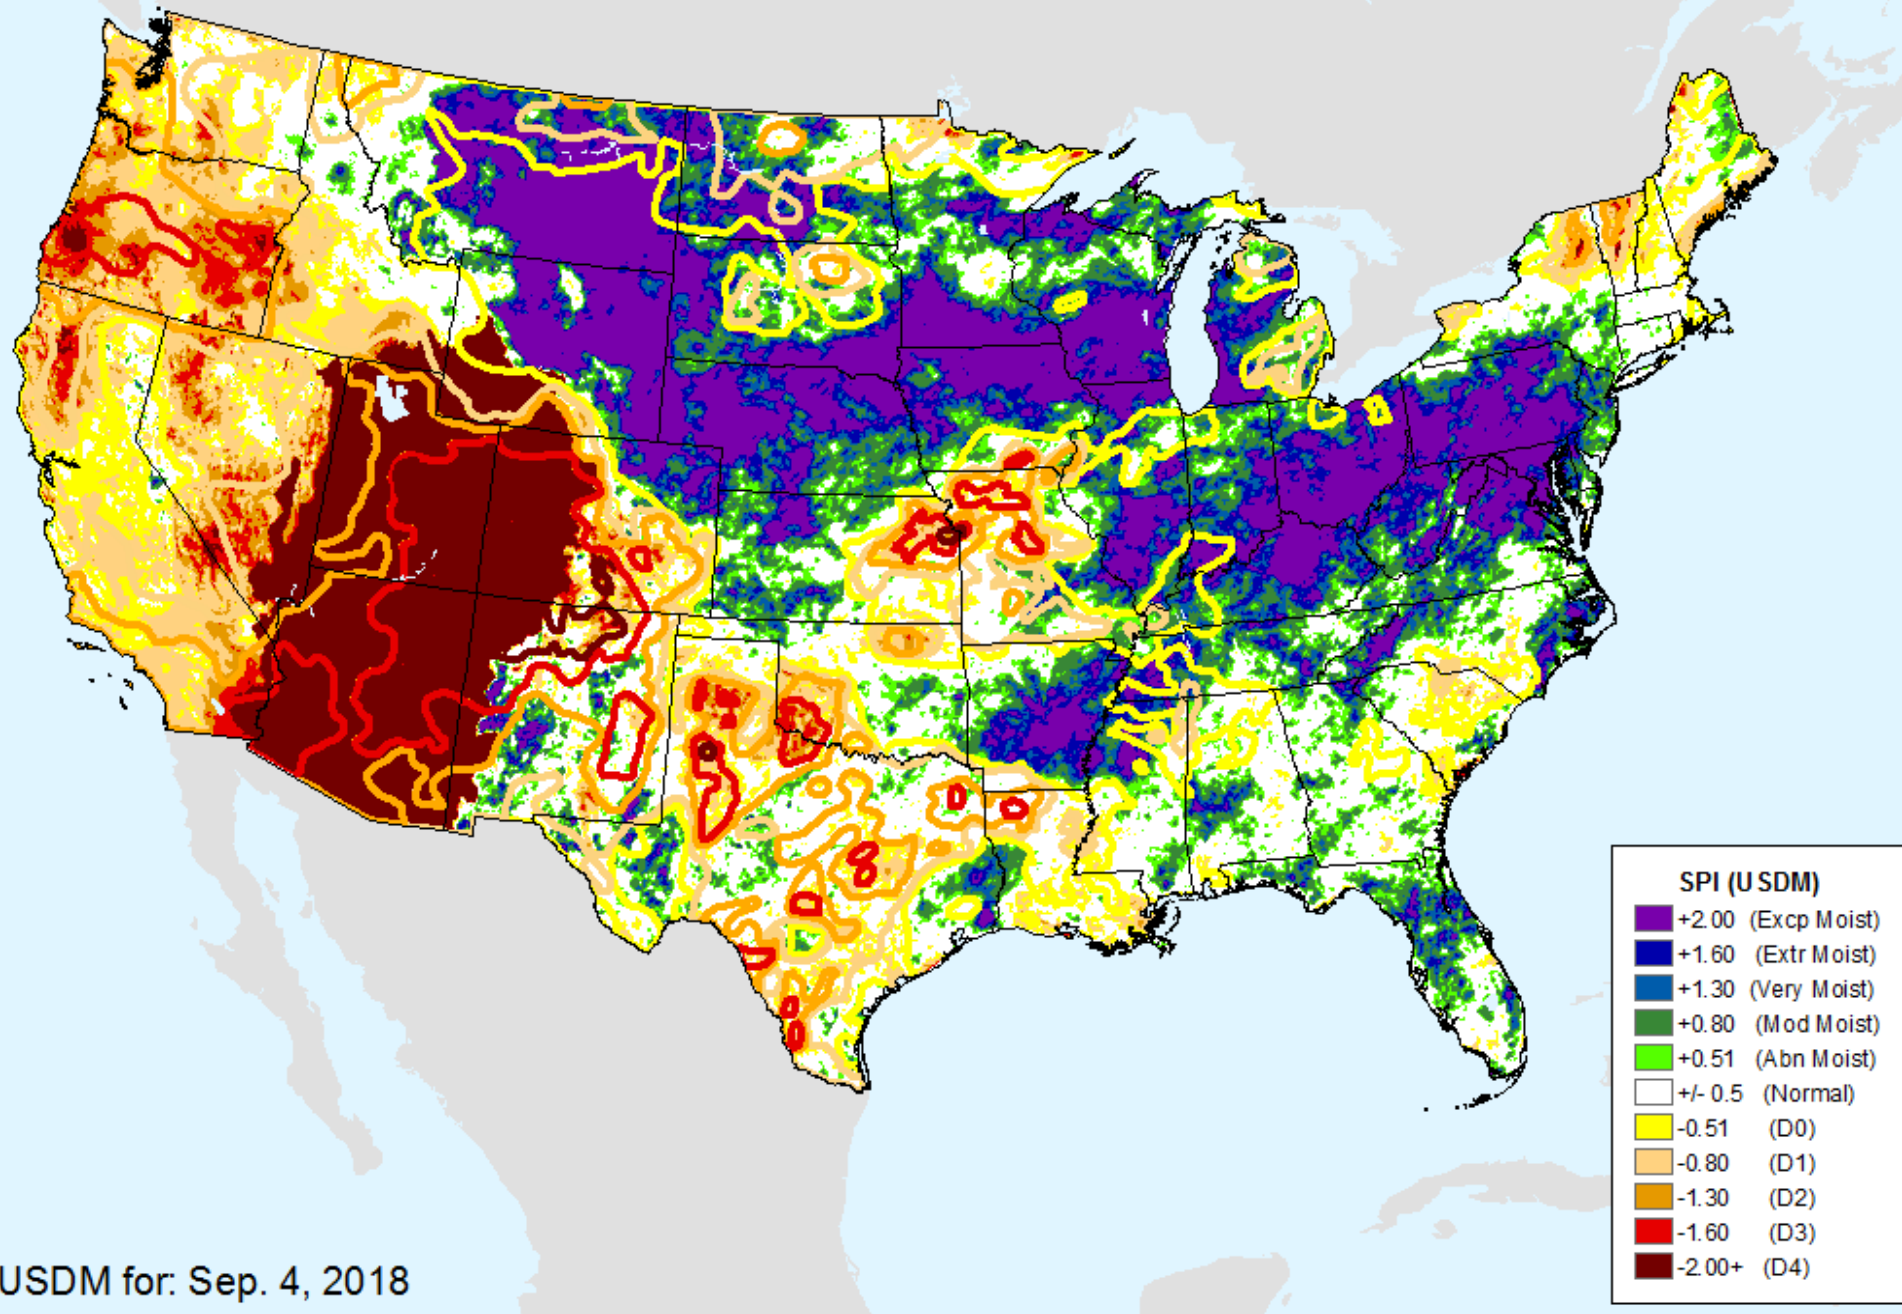 SPI (USDM)
+2.00 (Excp Moist)
+1.60 (Extr Moist)
+1.30 (Very Moist)
+0.80 (Mod Moist)
+0.51 (Abn Moist)
+/- 0.5 (Normal)
-0.51 (D0)
-0.80 (D1)
-1.30 (D2)
-1.60 (D3)
-2.00+ (D4)
USDM for: Sep. 4, 2018